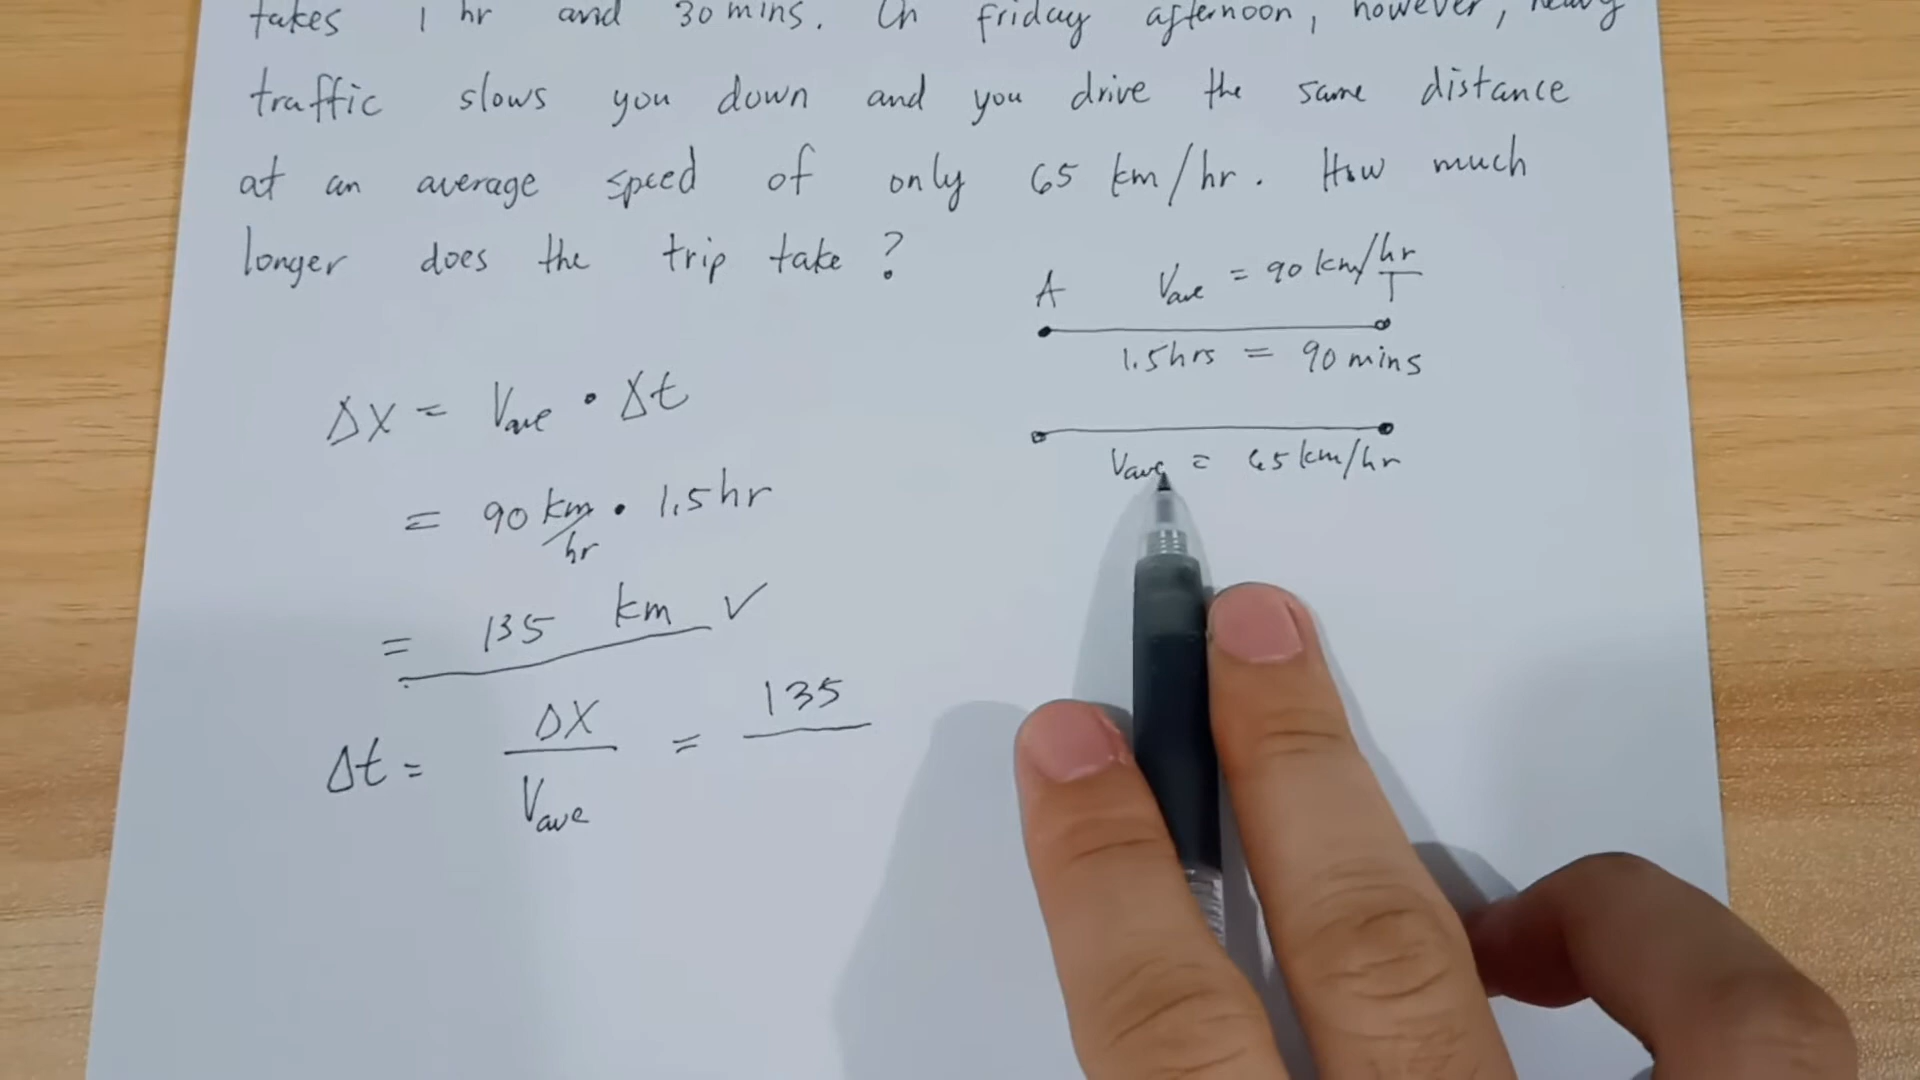 takes 1 hr and 30 mins. On friday afternoon, however, heavy
traffic slows you down and you drive the same distance
at an average speed of only 65 km/hr. How much
longer does the trip take?
A Vave = 90 km/hr T
1.5hrs = 90 mins
Vave = 65 km/hr
Δx = Vave • Δt
= 90 km/hr • 1.5hr
= 135 km ✓
Δt = Δx/Vave = 135